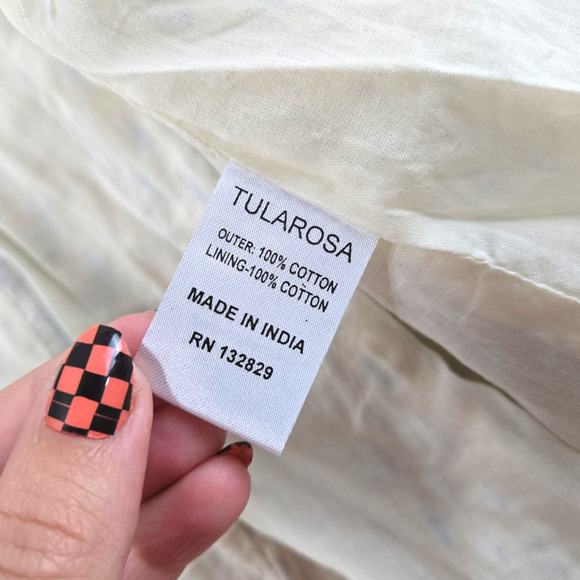 TULAROSA
OUTER: 100% COTTON
LINING-100% COTTON
MADE IN INDIA
RN 132829